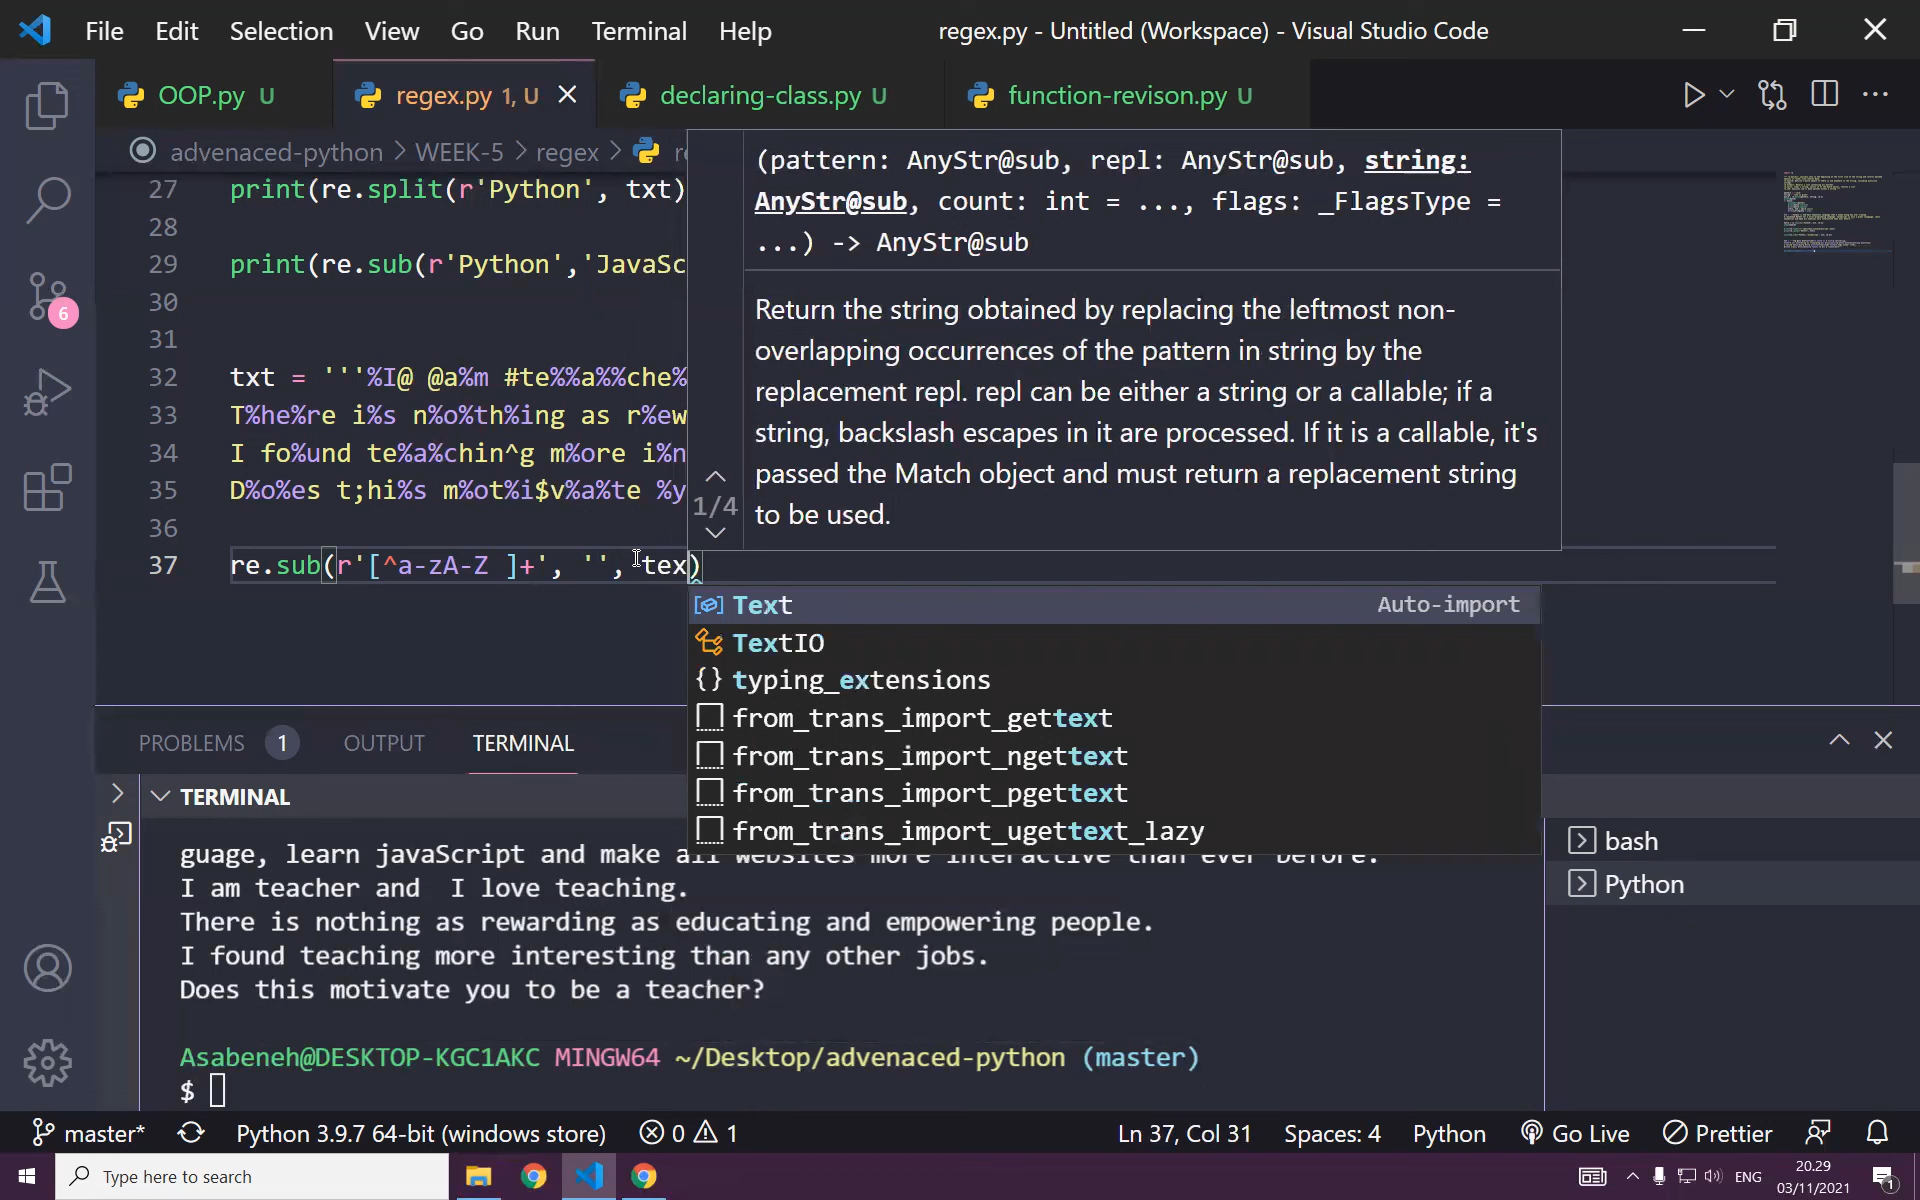 File Edit Selection View Go Run Terminal Help regex.py - Untitled (Workspace) - Visual Studio Code
OOP.py U regex.py 1, U declaring-class.py U function-revison.py U
advenaced-python > WEEK-5 > regex >
27 print(re.split(r'Python', txt)
28
29 print(re.sub(r'Python','JavaSc
30
31
32 txt = '''%I@ @a%m #te%%a%%che%
33 T%he%re i%s n%o%th%ing as r%ew
34 I fo%und te%a%chin^g m%ore i%n
35 D%o%es t;hi%s m%ot%i$v%a%te %y
36
37 re.sub(r'[^a-zA-Z ]+', '', tex)
(pattern: AnyStr@sub, repl: AnyStr@sub, string:
AnyStr@sub, count: int = ..., flags: _FlagsType =
...) -> AnyStr@sub
Return the string obtained by replacing the leftmost non-
overlapping occurrences of the pattern in string by the
replacement repl. repl can be either a string or a callable; if a
string, backslash escapes in it are processed. If it is a callable, it's
passed the Match object and must return a replacement string
to be used.
1/4
Text Auto-import
TextIO
typing_extensions
from_trans_import_gettext
from_trans_import_ngettext
from_trans_import_pgettext
from_trans_import_ugettext_lazy
6
PROBLEMS 1 OUTPUT TERMINAL
TERMINAL
guage, learn javaScript and make all websites more interactive than ever before.
I am teacher and  I love teaching.
There is nothing as rewarding as educating and empowering people.
I found teaching more interesting than any other jobs.
Does this motivate you to be a teacher?
Asabeneh@DESKTOP-KGC1AKC MINGW64 ~/Desktop/advenaced-python (master)
$
bash
Python
master* Python 3.9.7 64-bit (windows store) 0 1 Ln 37, Col 31 Spaces: 4 Python Go Live Prettier
Type here to search ENG 20.29
03/11/2021 1